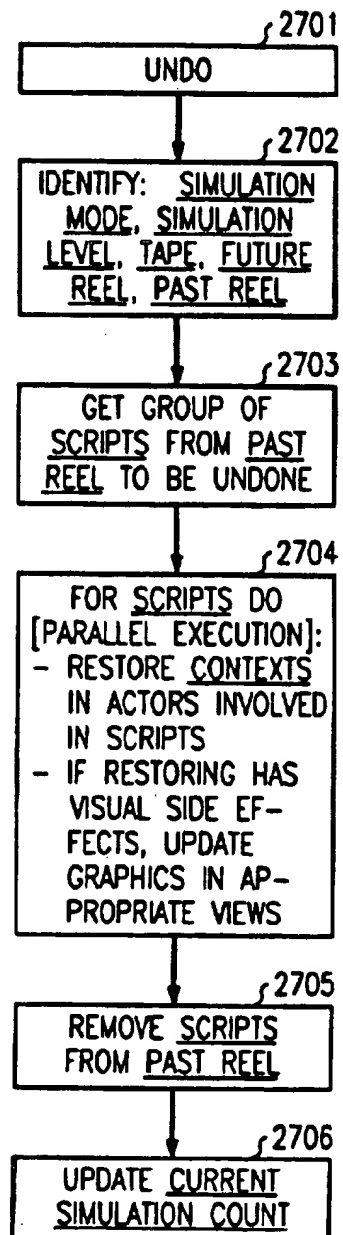 2701
UNDO
2702
IDENTIFY: SIMULATION
MODE, SIMULATION
LEVEL, TAPE, FUTURE
REEL, PAST REEL
2703
GET GROUP OF
SCRIPTS FROM PAST
REEL TO BE UNDONE
2704
FOR SCRIPTS DO
[PARALLEL EXECUTION]:
- RESTORE CONTEXTS
IN ACTORS INVOLVED
IN SCRIPTS
- IF RESTORING HAS
VISUAL SIDE EF-
FECTS, UPDATE
GRAPHICS IN AP-
PROPRIATE VIEWS
2705
REMOVE SCRIPTS
FROM PAST REEL
2706
UPDATE CURRENT
SIMULATION COUNT